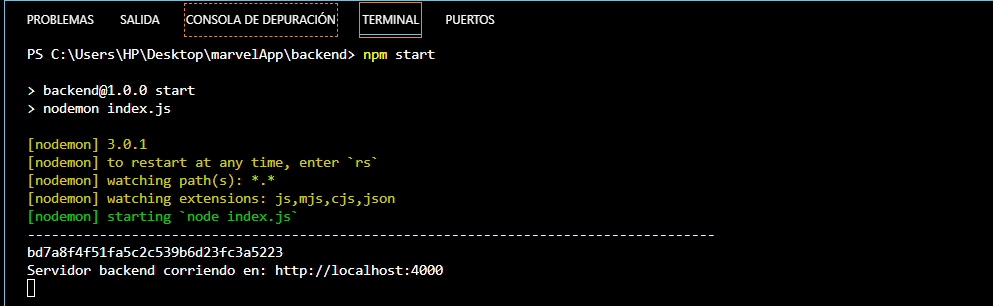 PROBLEMAS SALIDA CONSOLA DE DEPURACIÓN TERMINAL PUERTOS
PS C:\Users\HP\Desktop\marvelApp\backend> npm start
> backend@1.0.0 start
> nodemon index.js
[nodemon] 3.0.1
[nodemon] to restart at any time, enter `rs`
[nodemon] watching path(s): *.*
[nodemon] watching extensions: js,mjs,cjs,json
[nodemon] starting `node index.js`
--------------------------------------------------------------------------------------
bd7a8f4f51fa5c2c539b6d23fc3a5223
Servidor backend corriendo en: http://localhost:4000